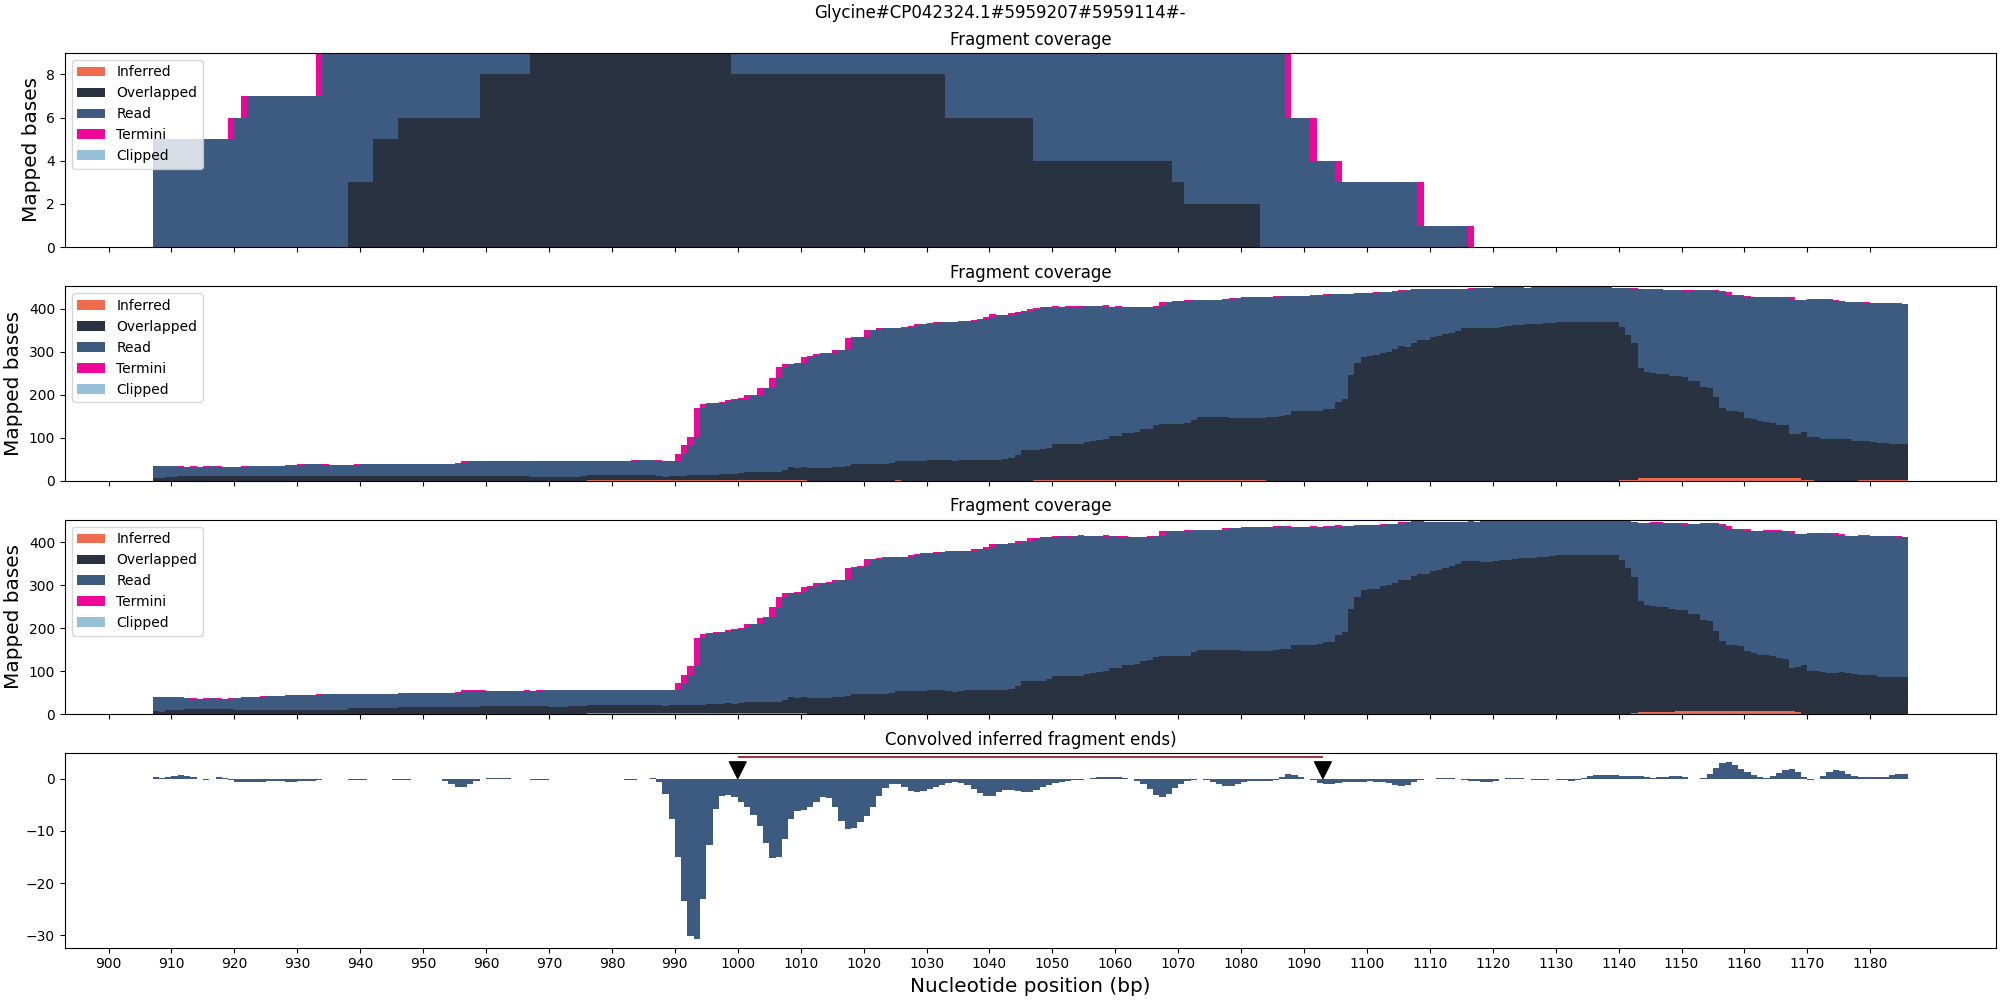 Glycine#CP042324.1#5959207#5959114#-
Fragment coverage
Mapped bases
8
6
4
2
0
Inferred
Overlapped
Read
Termini
Clipped
Fragment coverage
Mapped bases
400
300
200
100
0
Inferred
Overlapped
Read
Termini
Clipped
Fragment coverage
Mapped bases
400
300
200
100
0
Inferred
Overlapped
Read
Termini
Clipped
Convolved inferred fragment ends)
0
−10
−20
−30
900 910 920 930 940 950 960 970 980 990 1000 1010 1020 1030 1040 1050 1060 1070 1080 1090 1100 1110 1120 1130 1140 1150 1160 1170 1180
Nucleotide position (bp)